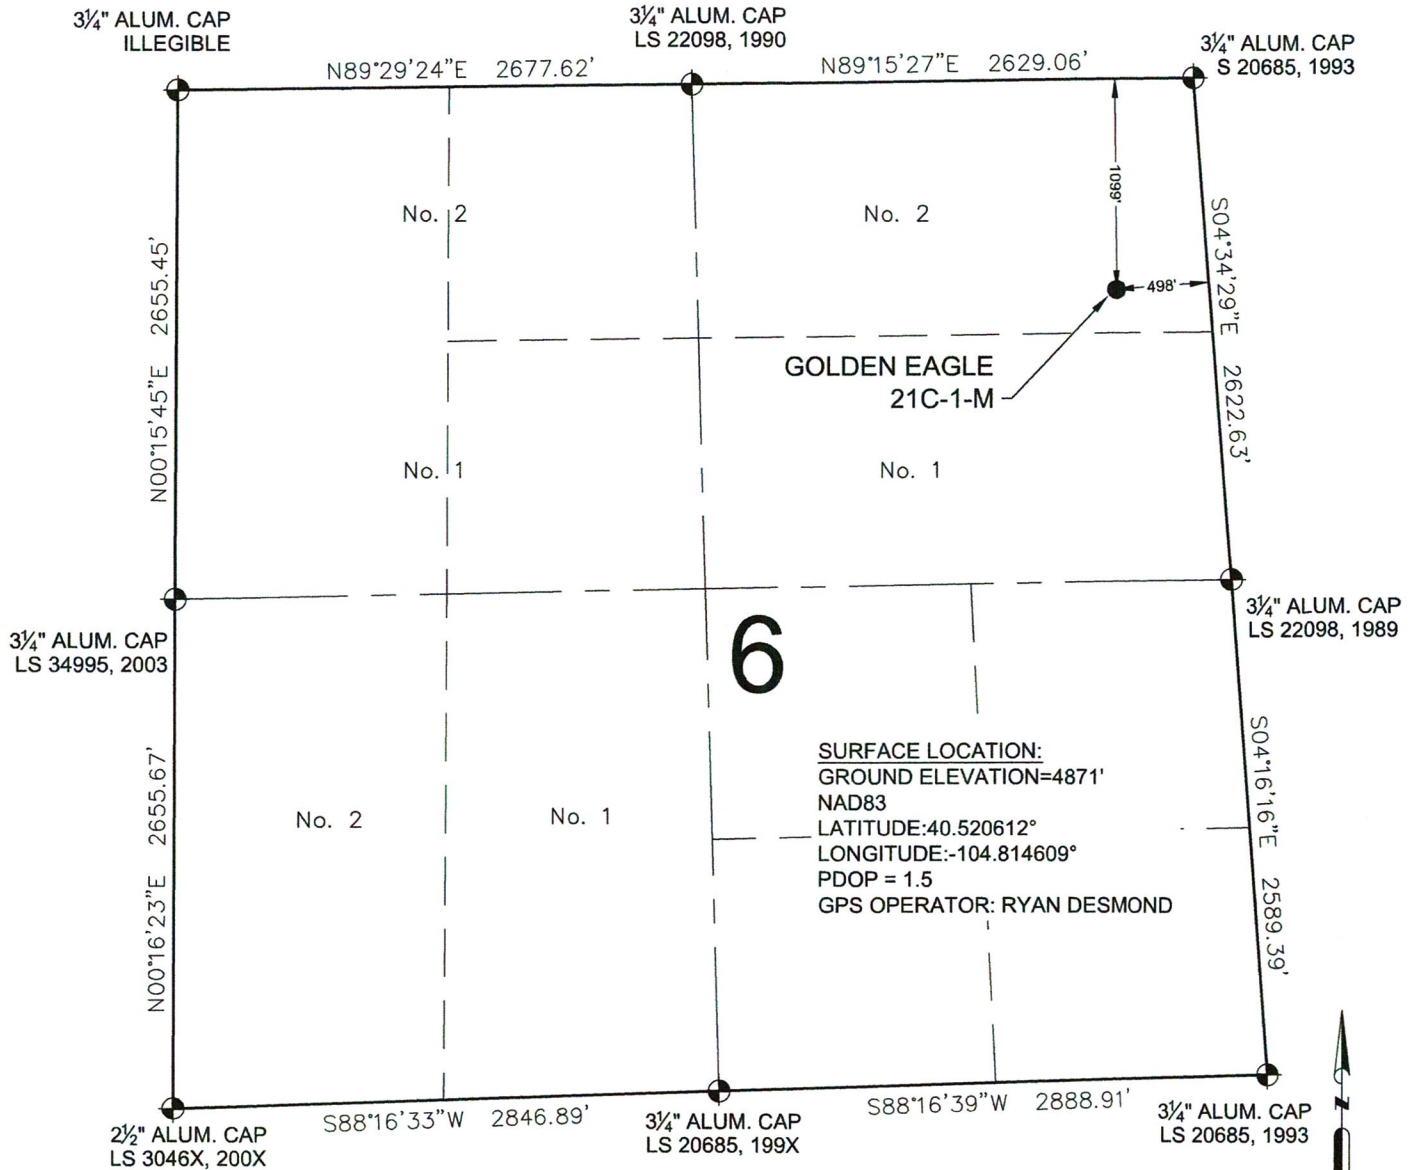 3¼" ALUM. CAP
ILLEGIBLE
3¼" ALUM. CAP
LS 22098, 1990
3¼" ALUM. CAP
S 20685, 1993
N89°29'24"E 2677.62'
N89°15'27"E 2629.06'
1099'
No. 2
No. 2
S04°34'29"E 2622.63'
498'
N00°15'45"E 2655.45'
GOLDEN EAGLE
21C-1-M
No. 1
No. 1
3¼" ALUM. CAP
LS 34995, 2003
3¼" ALUM. CAP
LS 22098, 1989
6
SURFACE LOCATION:
GROUND ELEVATION=4871'
NAD83
LATITUDE:40.520612°
LONGITUDE:-104.814609°
PDOP = 1.5
GPS OPERATOR: RYAN DESMOND
No. 2
No. 1
N00°16'23"E 2655.67'
S04°16'16"E 2589.39'
S88°16'33"W 2846.89'
S88°16'39"W 2888.91'
2½" ALUM. CAP
LS 3046X, 200X
3¼" ALUM. CAP
LS 20685, 199X
3¼" ALUM. CAP
LS 20685, 1993
N